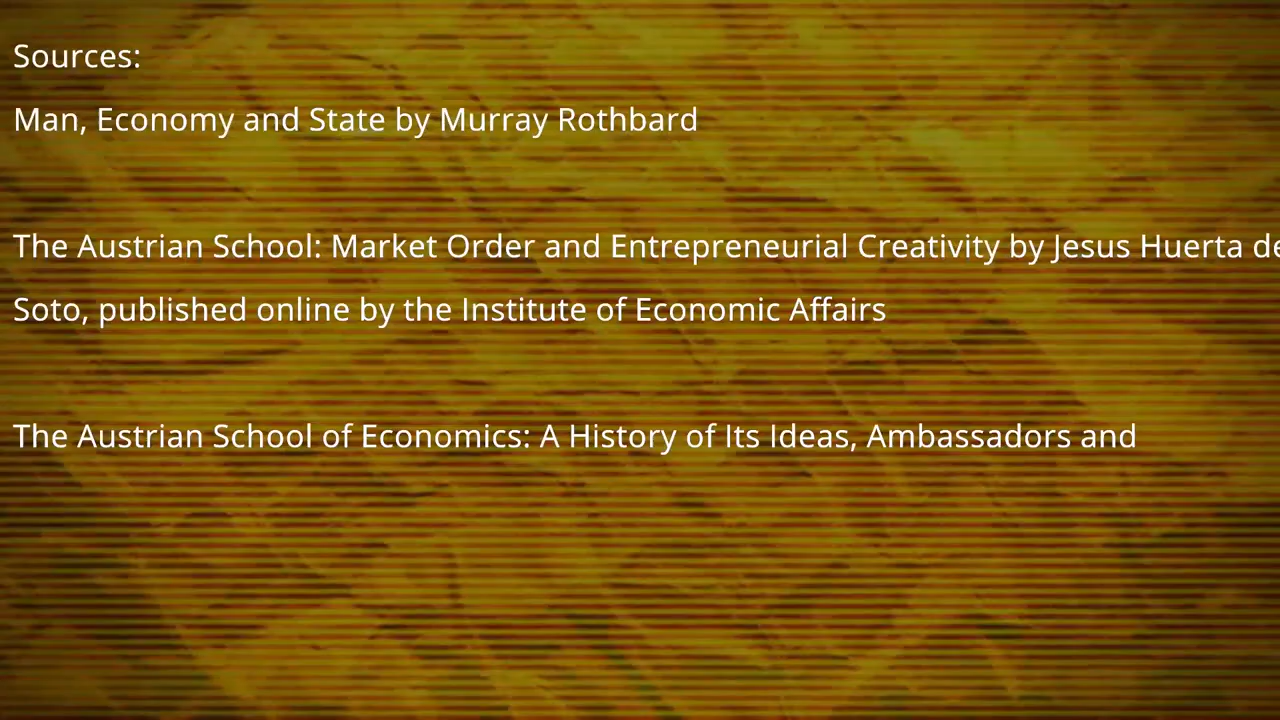 Sources:
Man, Economy and State by Murray Rothbard
The Austrian School: Market Order and Entrepreneurial Creativity by Jesus Huerta de
Soto, published online by the Institute of Economic Affairs
The Austrian School of Economics: A History of Its Ideas, Ambassadors and